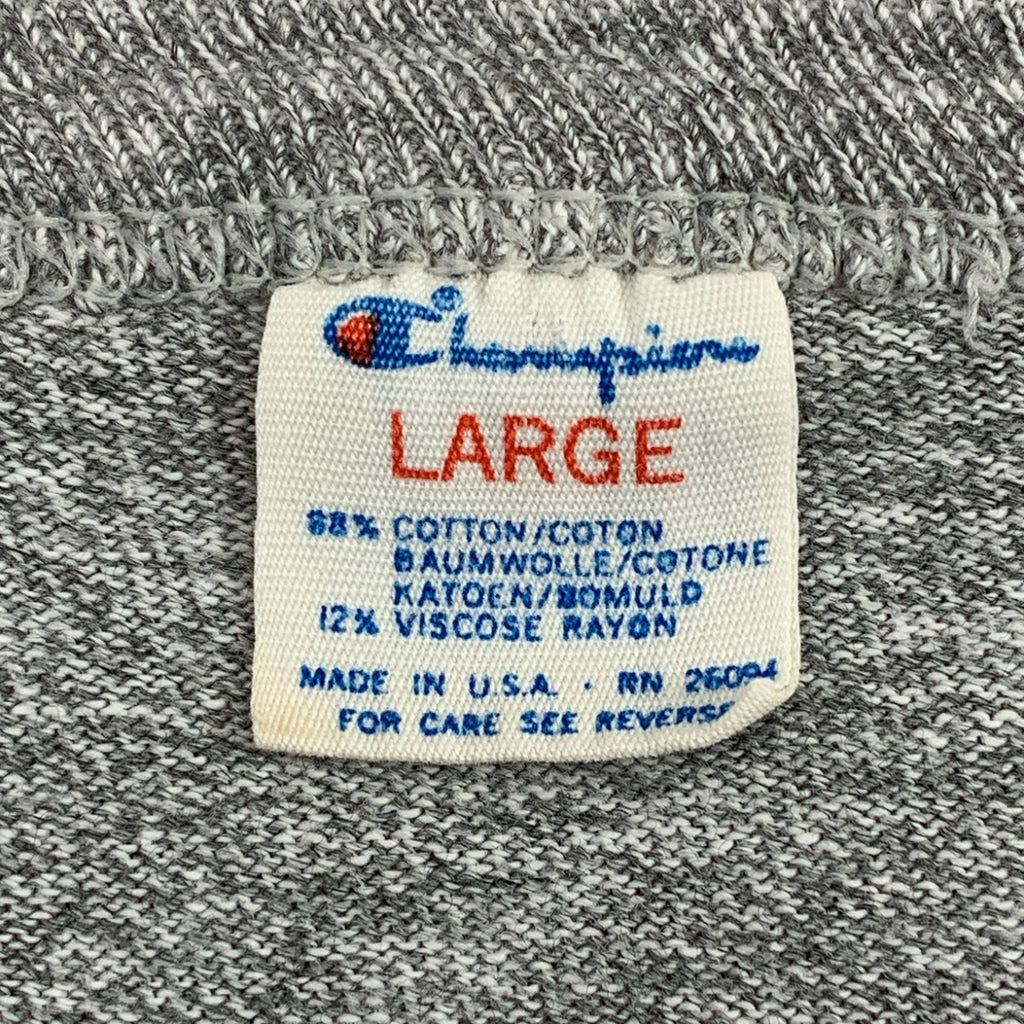 Champion®
LARGE
88% COTTON/COTON
BAUMWOLLE/COTONE
KATOEN/BOMULD
12% VISCOSE RAYON
MADE IN U.S.A. · RN 26094
FOR CARE SEE REVERSE